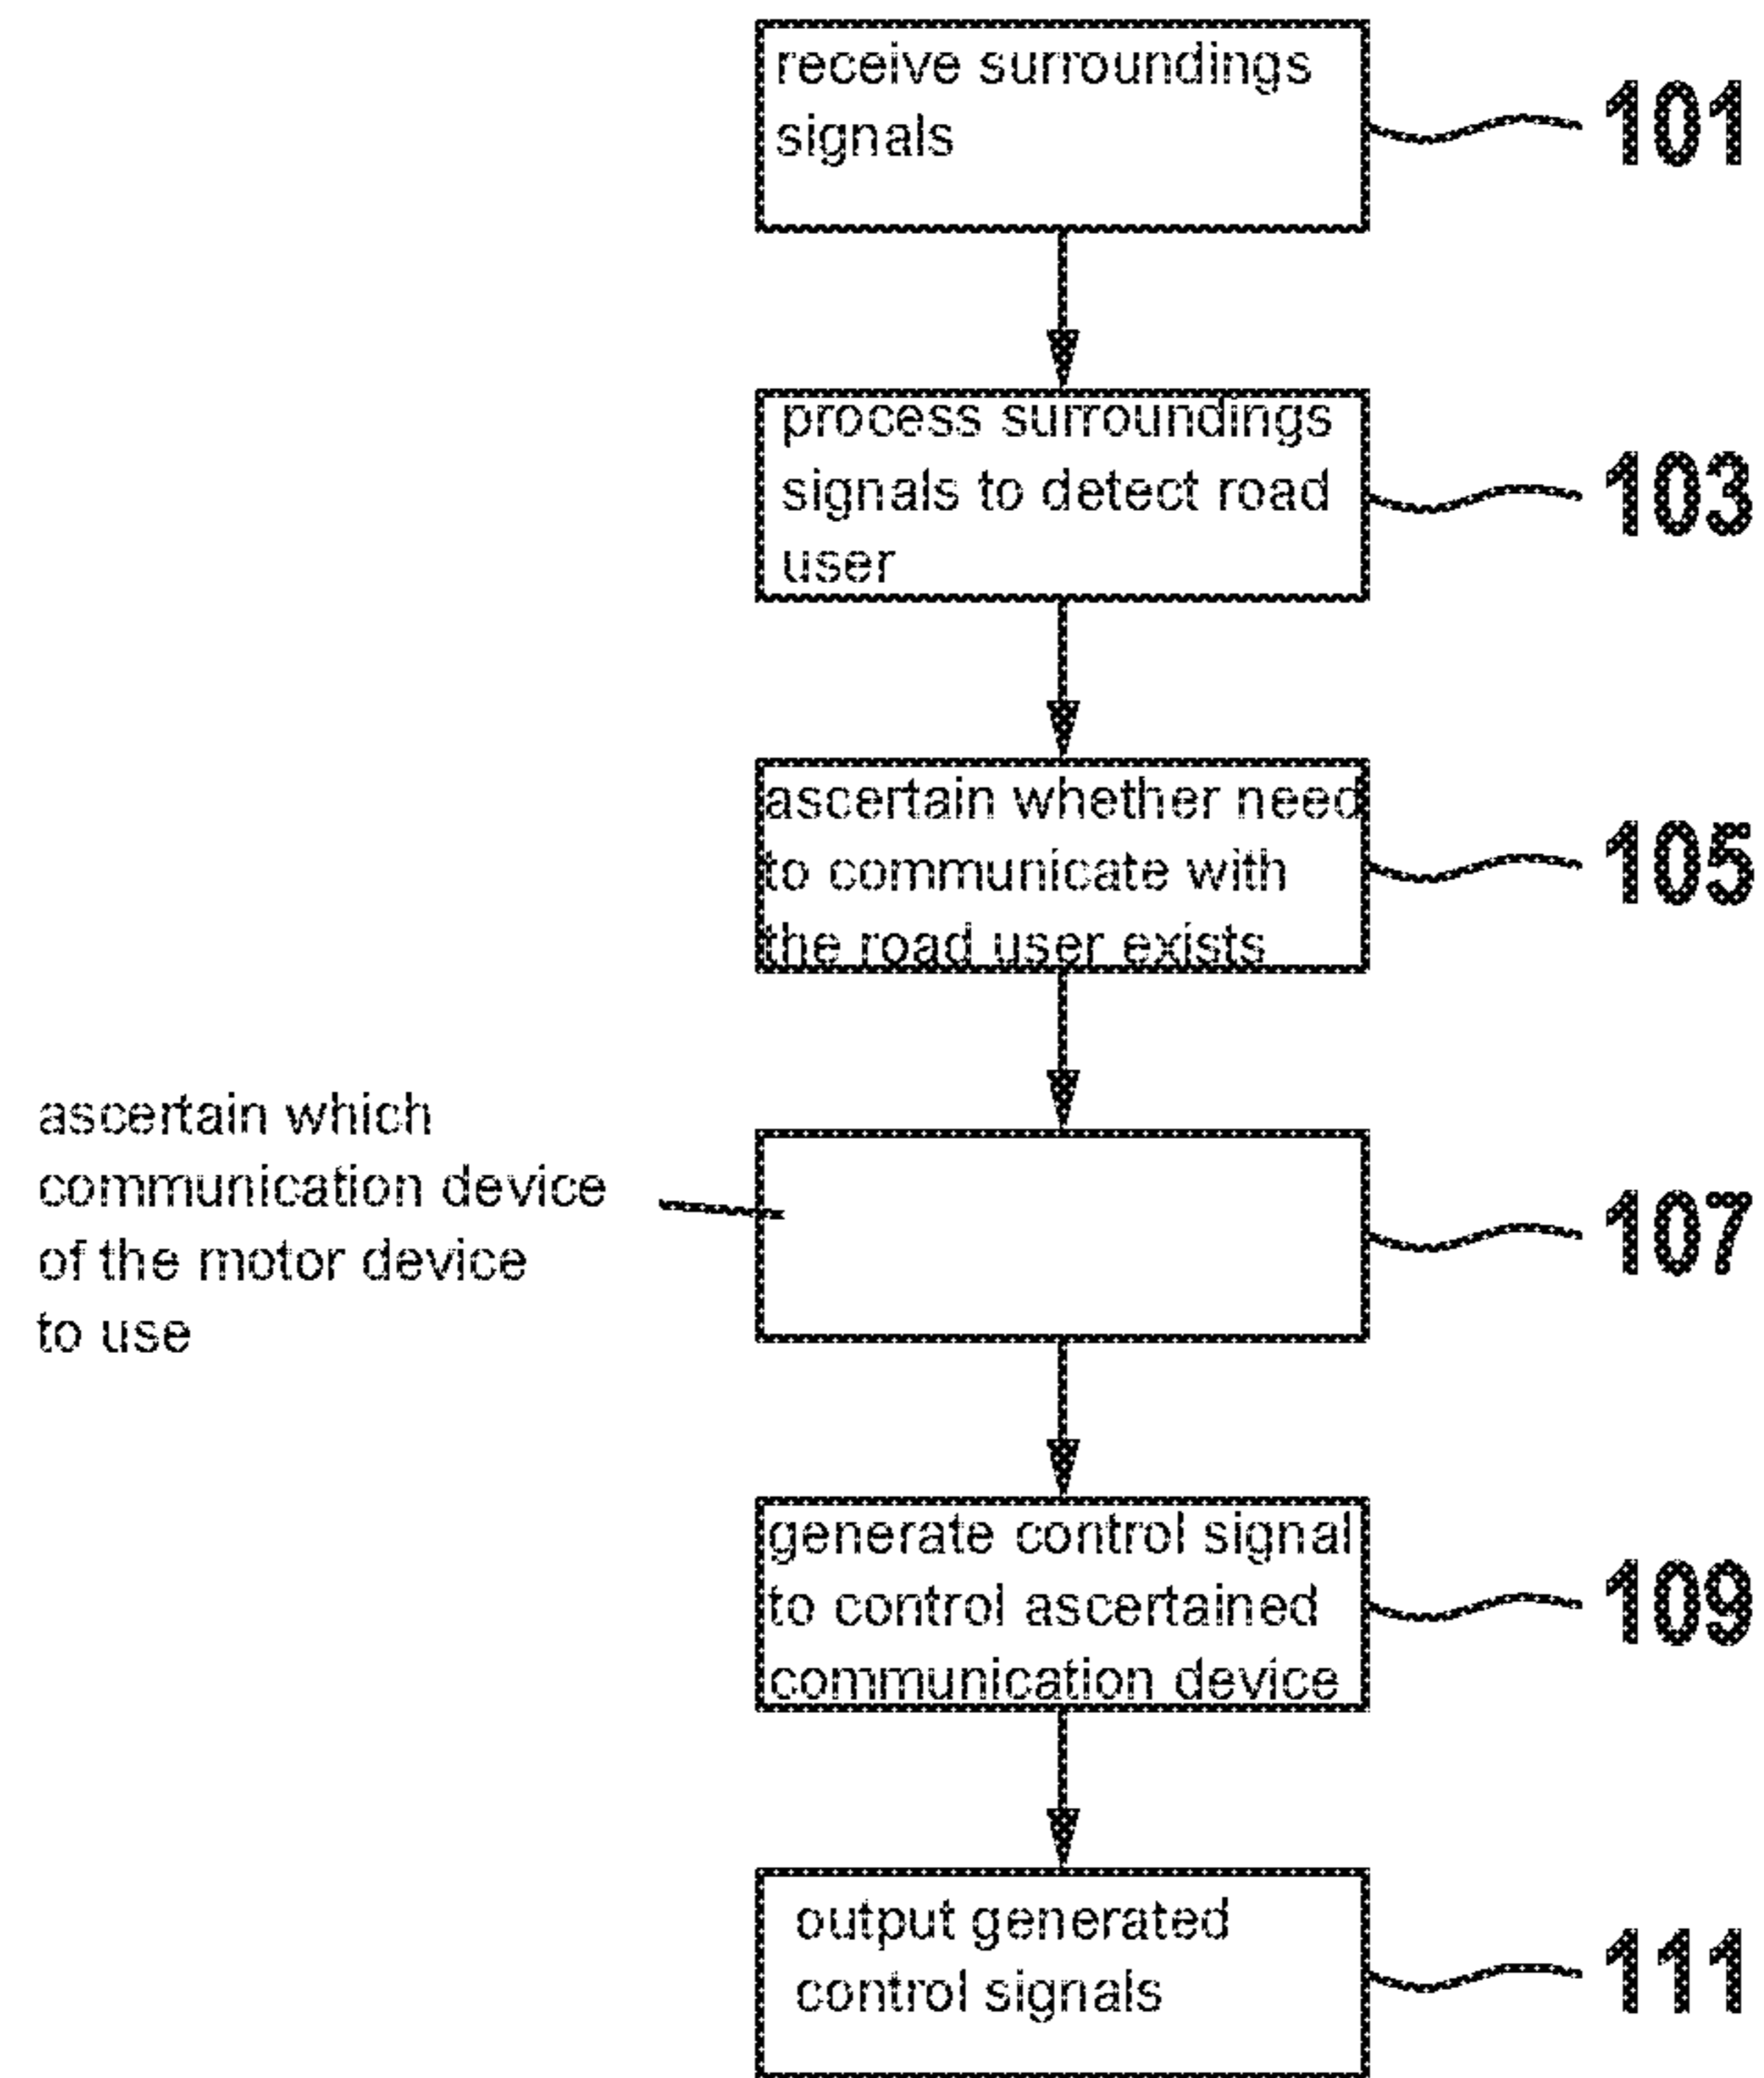 receive surroundings
signals
101
process surroundings
signals to detect road
user
103
ascertain whether need
to communicate with
the road user exists
105
ascertain which
communication device
of the motor device
to use
107
generate control signal
to control ascertained
communication device
109
output generated
control signals
111